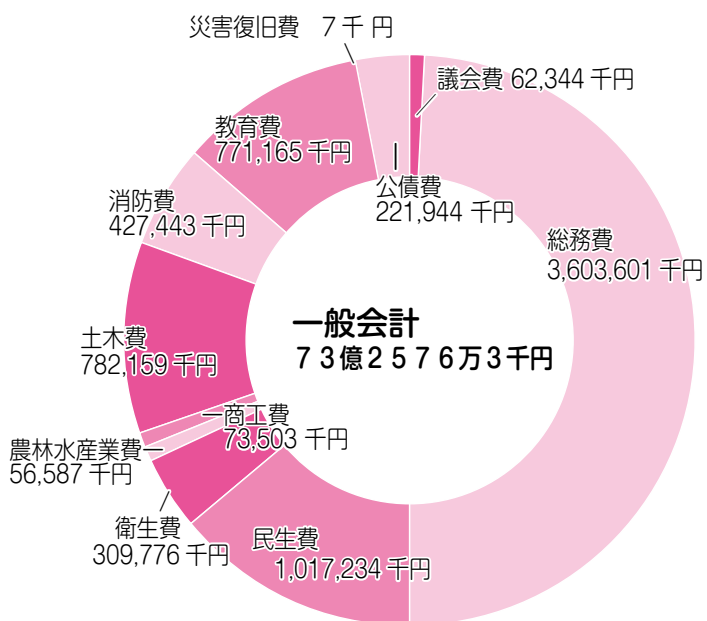 災害復旧費　7千 円
議会費 62,344 千円
教育費
771,165 千円
公債費
221,944 千円
消防費
427,443 千円
総務費
3,603,601 千円
一般会計
７３億２５７６万３千円
土木費
782,159 千円
商工費
73,503 千円
農林水産業費
56,587 千円
衛生費
309,776 千円
民生費
1,017,234 千円